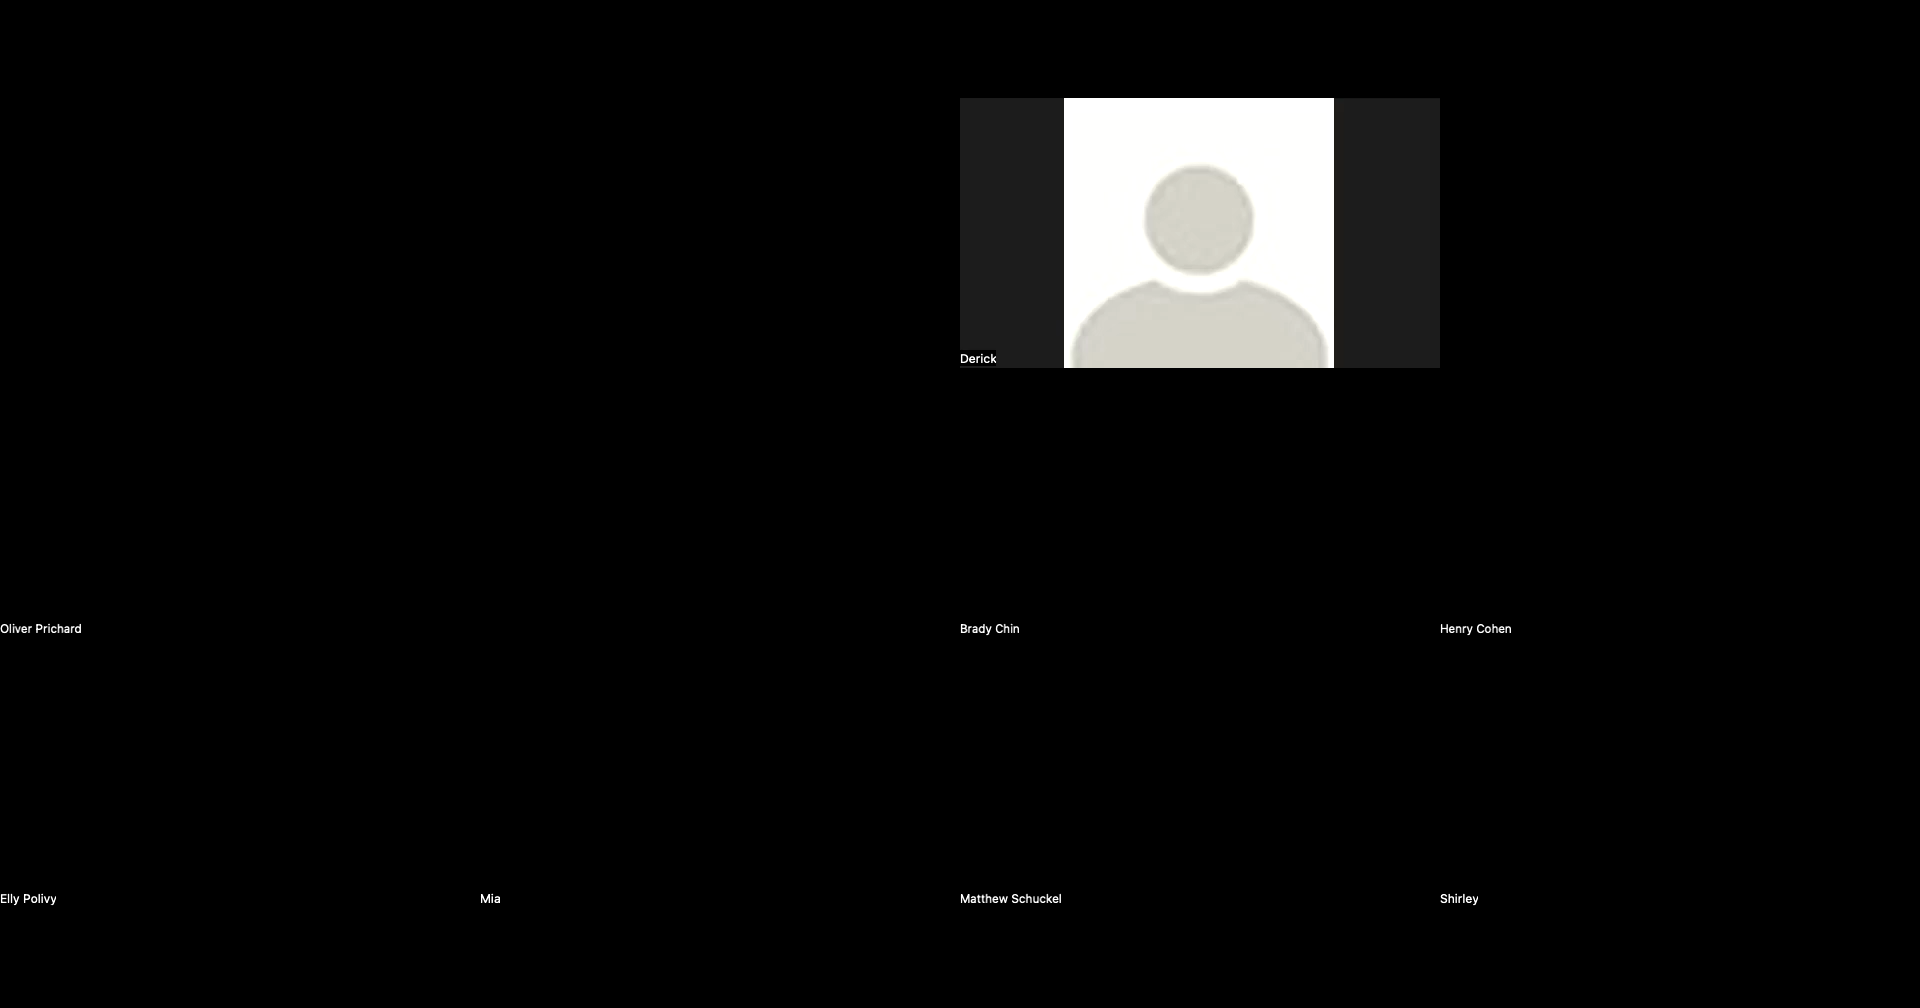 Derick
Oliver Prichard
Brady Chin
Henry Cohen
Elly Polivy
Mia
Matthew Schuckel
Shirley